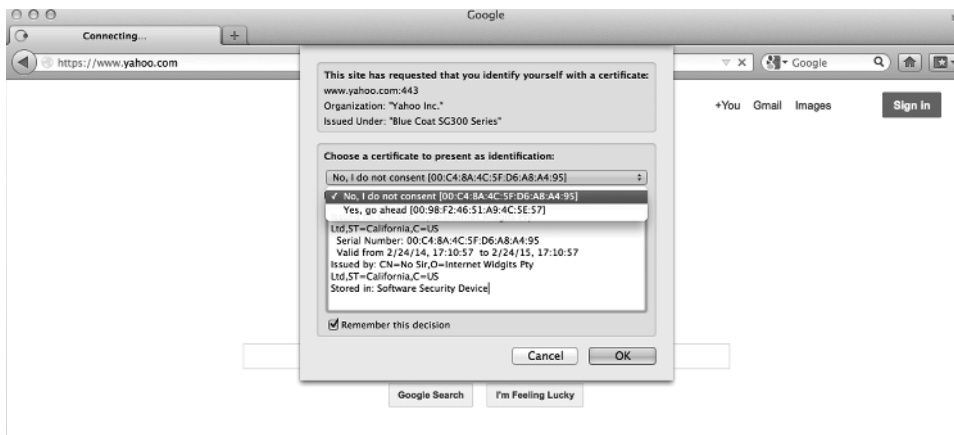 Google
Connecting...
+
https://www.yahoo.com
Google
This site has requested that you identify yourself with a certificate:
www.yahoo.com:443
Organization: "Yahoo Inc."
Issued Under: "Blue Coat SG300 Series"
+You Gmail Images Sign in
Choose a certificate to present as identification:
No, I do not consent [00:C4:8A:4C:5F:D6:A8:A4:95]
✓ No, I do not consent [00:C4:8A:4C:5F:D6:A8:A4:95]
Yes, go ahead [00:98:F2:46:51:A9:4C:5E:57]
Ltd,ST=California,C=US
Serial Number: 00:C4:8A:4C:5F:D6:A8:A4:95
Valid from 2/24/14, 17:10:57 to 2/24/15, 17:10:57
Issued by: CN=No Sir,O=Internet Widgits Pty
Ltd,ST=California,C=US
Stored in: Software Security Device
Remember this decision
Cancel OK
Google Search I'm Feeling Lucky